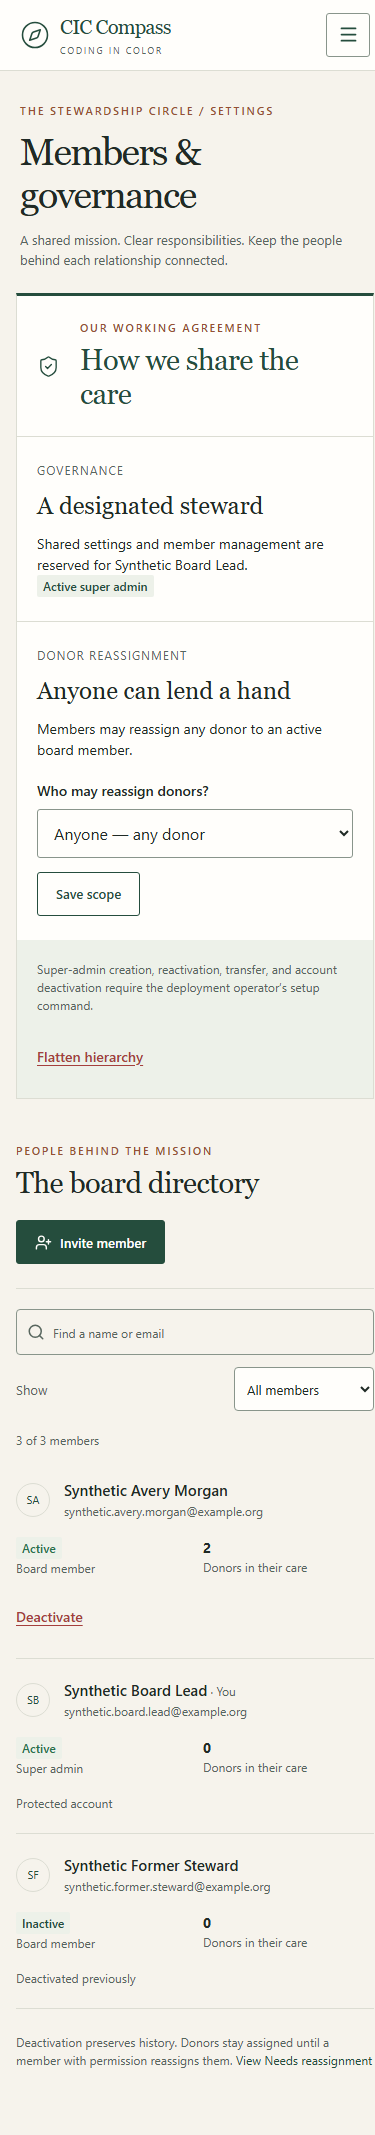 CIC Compass
CODING IN COLOR
THE STEWARDSHIP CIRCLE / SETTINGS
Members &
governance
A shared mission. Clear responsibilities. Keep the people
behind each relationship connected.
OUR WORKING AGREEMENT
How we share the
care
GOVERNANCE
A designated steward
Shared settings and member management are
reserved for Synthetic Board Lead.
Active super admin
DONOR REASSIGNMENT
Anyone can lend a hand
Members may reassign any donor to an active
board member.
Who may reassign donors?
Anyone — any donor
Save scope
Super-admin creation, reactivation, transfer, and account
deactivation require the deployment operator's setup
command.
Flatten hierarchy
PEOPLE BEHIND THE MISSION
The board directory
Invite member
Find a name or email
Show
All members
3 of 3 members
SA
Synthetic Avery Morgan
synthetic.avery.morgan@example.org
Active
2
Board member
Donors in their care
Deactivate
SB
Synthetic Board Lead · You
synthetic.board.lead@example.org
Active
0
Super admin
Donors in their care
Protected account
SF
Synthetic Former Steward
synthetic.former.steward@example.org
Inactive
0
Board member
Donors in their care
Deactivated previously
Deactivation preserves history. Donors stay assigned until a
member with permission reassigns them. View Needs reassignment